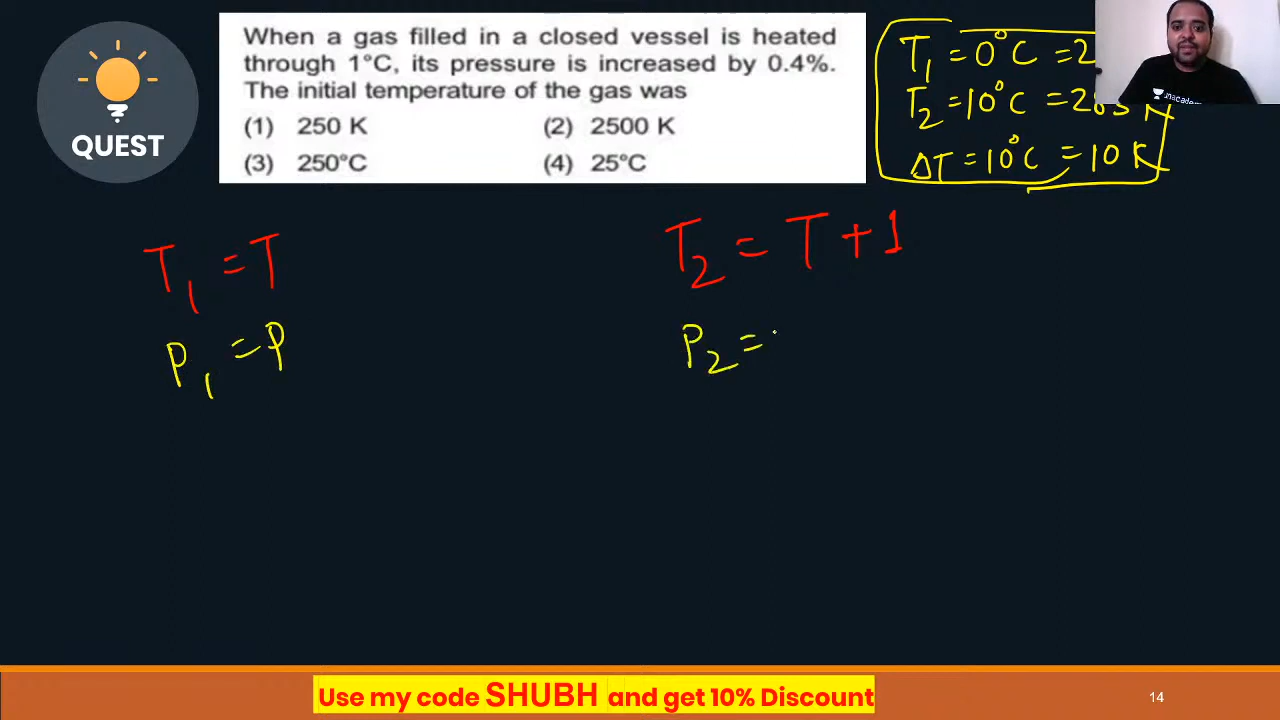 QUEST
When a gas filled in a closed vessel is heated
through 1°C, its pressure is increased by 0.4%.
The initial temperature of the gas was
(1) 250 K (2) 2500 K
(3) 250°C (4) 25°C
T₁ = 0°C = 2
T₂ = 10°C = 283 K
ΔT = 10°C = 10 K
T₁ = T T₂ = T + 1
P₁ = P P₂ =
Use my code SHUBH and get 10% Discount
14